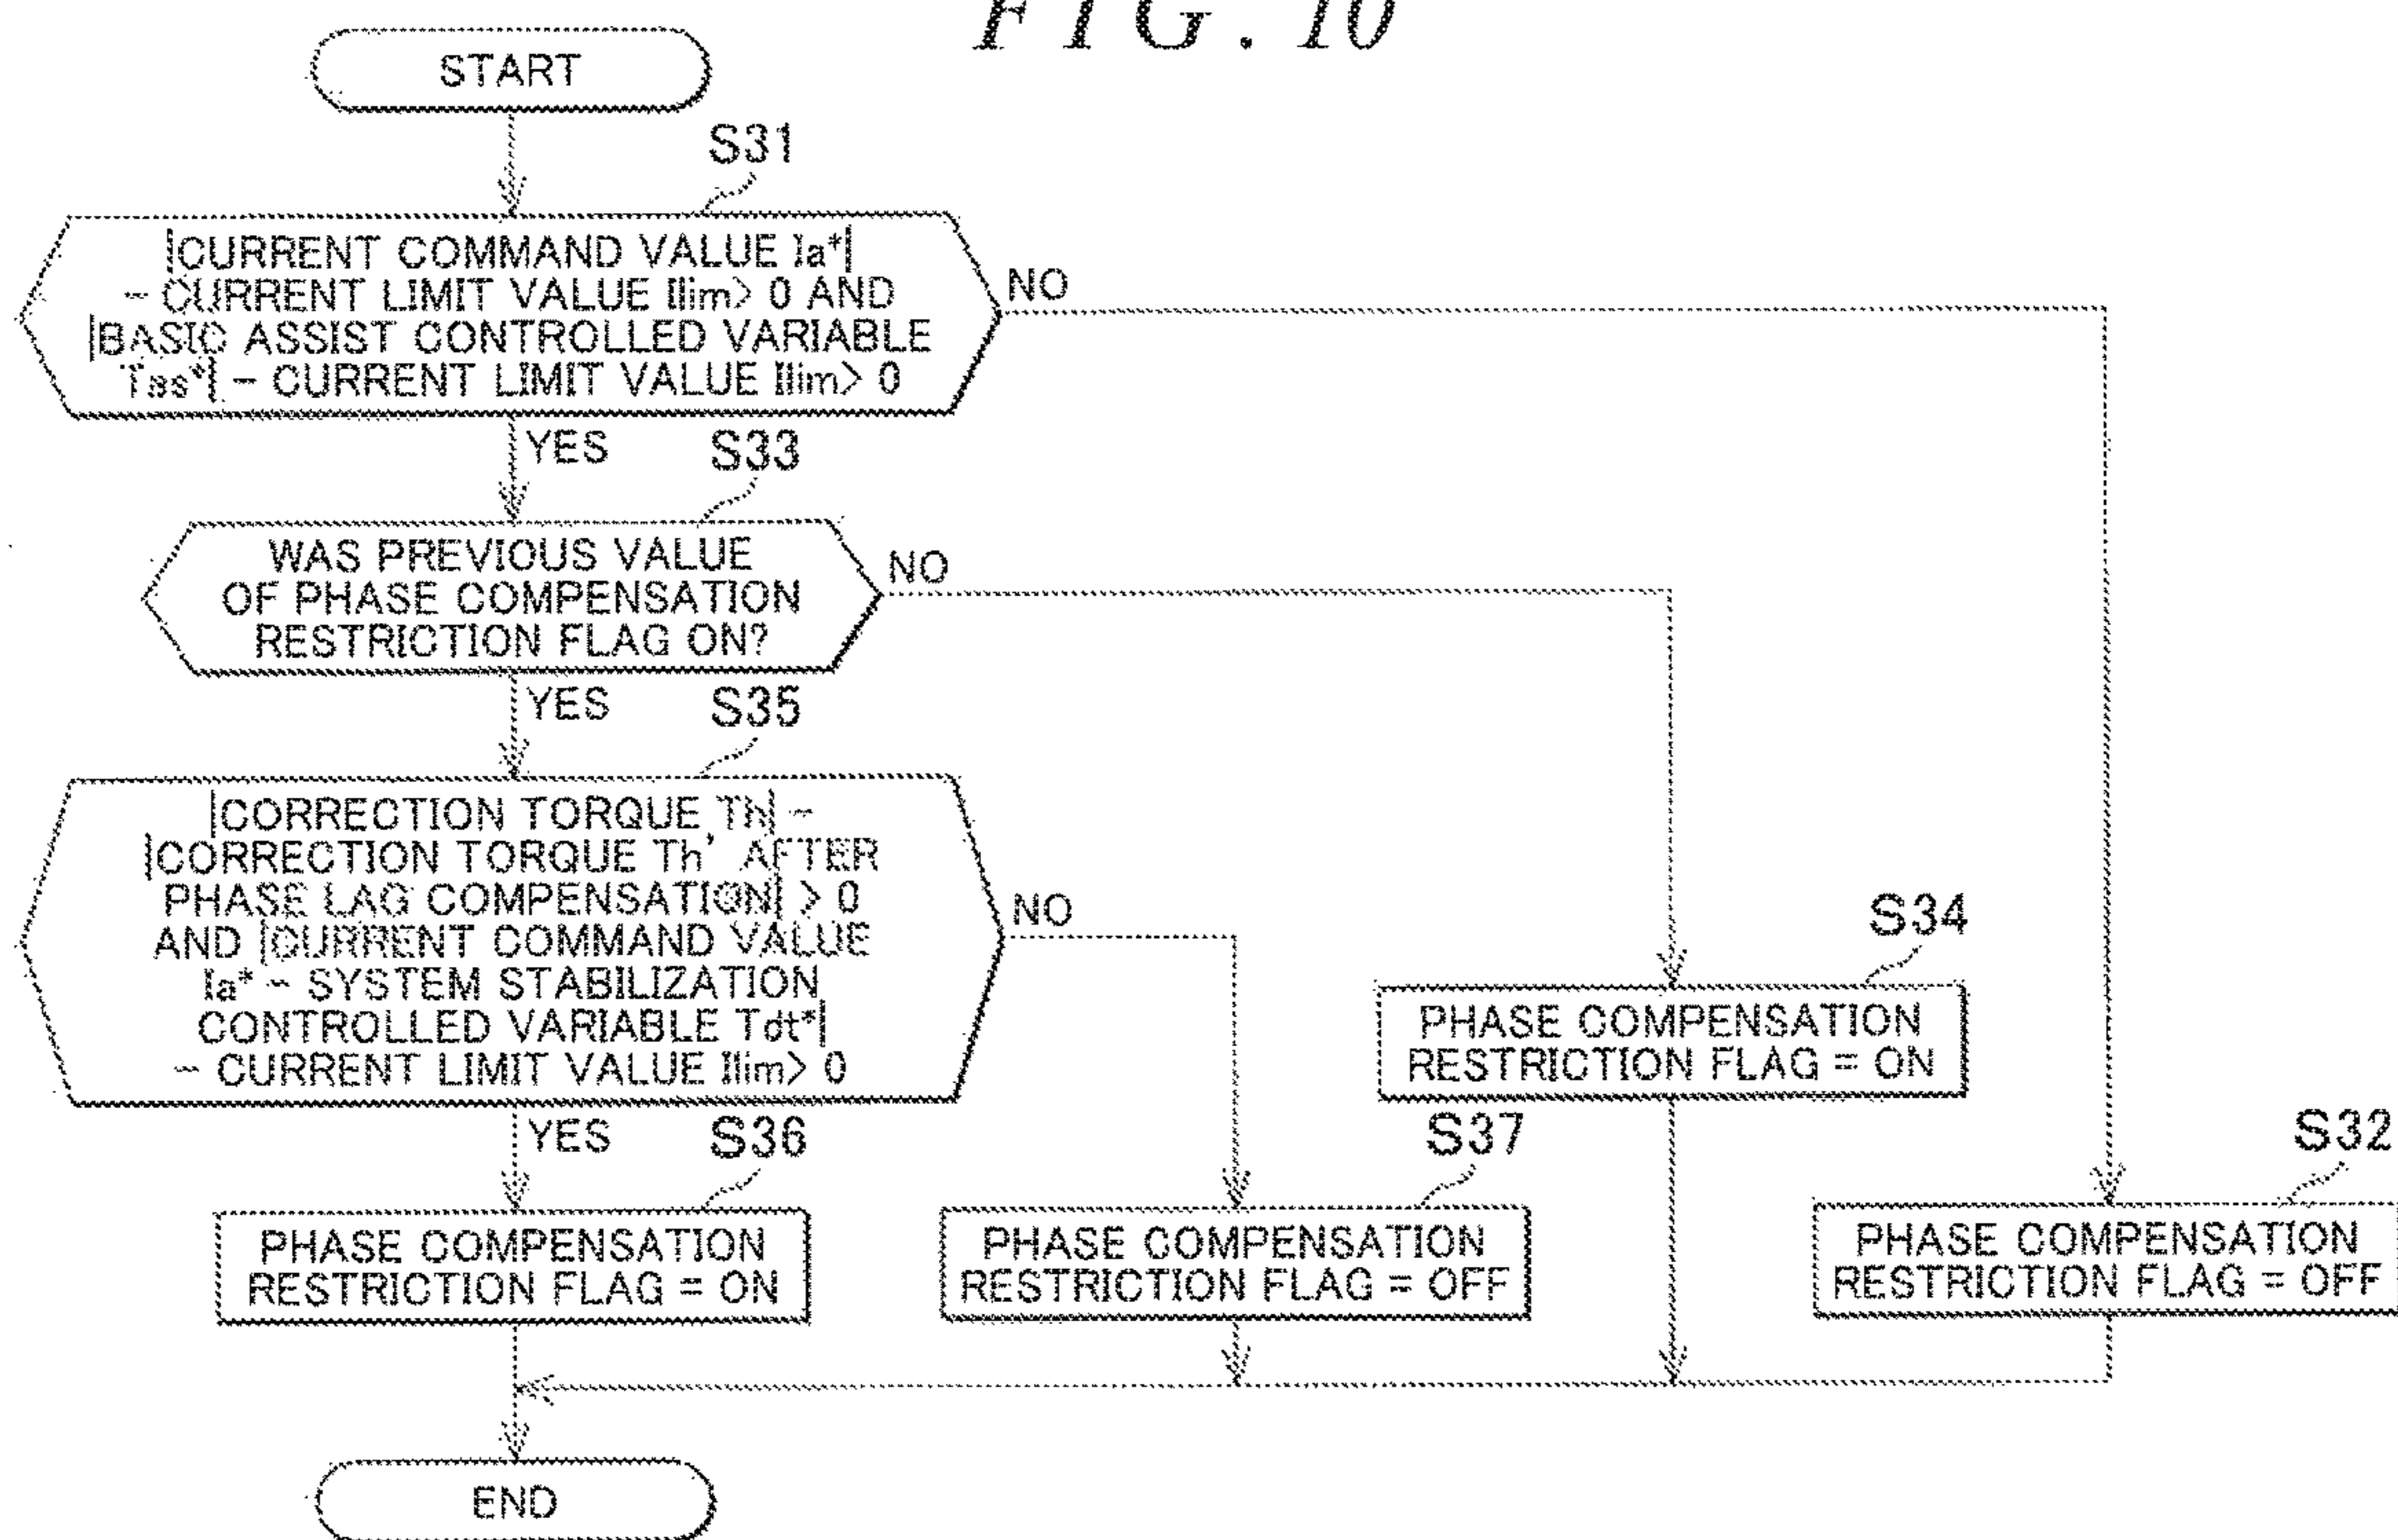 FIG. 10
START
S31
|CURRENT COMMAND VALUE Ia*|
- CURRENT LIMIT VALUE Ilim> 0 AND
|BASIC ASSIST CONTROLLED VARIABLE
Tas*| - CURRENT LIMIT VALUE Ilim> 0
NO
YES
S33
WAS PREVIOUS VALUE
OF PHASE COMPENSATION
RESTRICTION FLAG ON?
NO
YES
S35
|CORRECTION TORQUE Th| -
|CORRECTION TORQUE Th' AFTER
PHASE LAG COMPENSATION| > 0
AND |CURRENT COMMAND VALUE
Ia* - SYSTEM STABILIZATION
CONTROLLED VARIABLE Tdt*|
- CURRENT LIMIT VALUE Ilim> 0
NO
S34
PHASE COMPENSATION
RESTRICTION FLAG = ON
YES
S36
PHASE COMPENSATION
RESTRICTION FLAG = ON
S37
PHASE COMPENSATION
RESTRICTION FLAG = OFF
S32
PHASE COMPENSATION
RESTRICTION FLAG = OFF
END